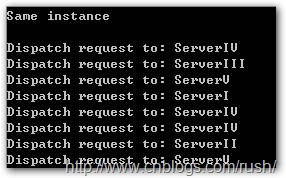 Same instance
Dispatch request to: ServerIV
Dispatch request to: ServerIII
Dispatch request to: ServerV
Dispatch request to: ServerI
Dispatch request to: ServerIV
Dispatch request to: ServerIV
Dispatch request to: ServerII
Dispatch request to: ServerV
http://www.cnblogs.com/rush/